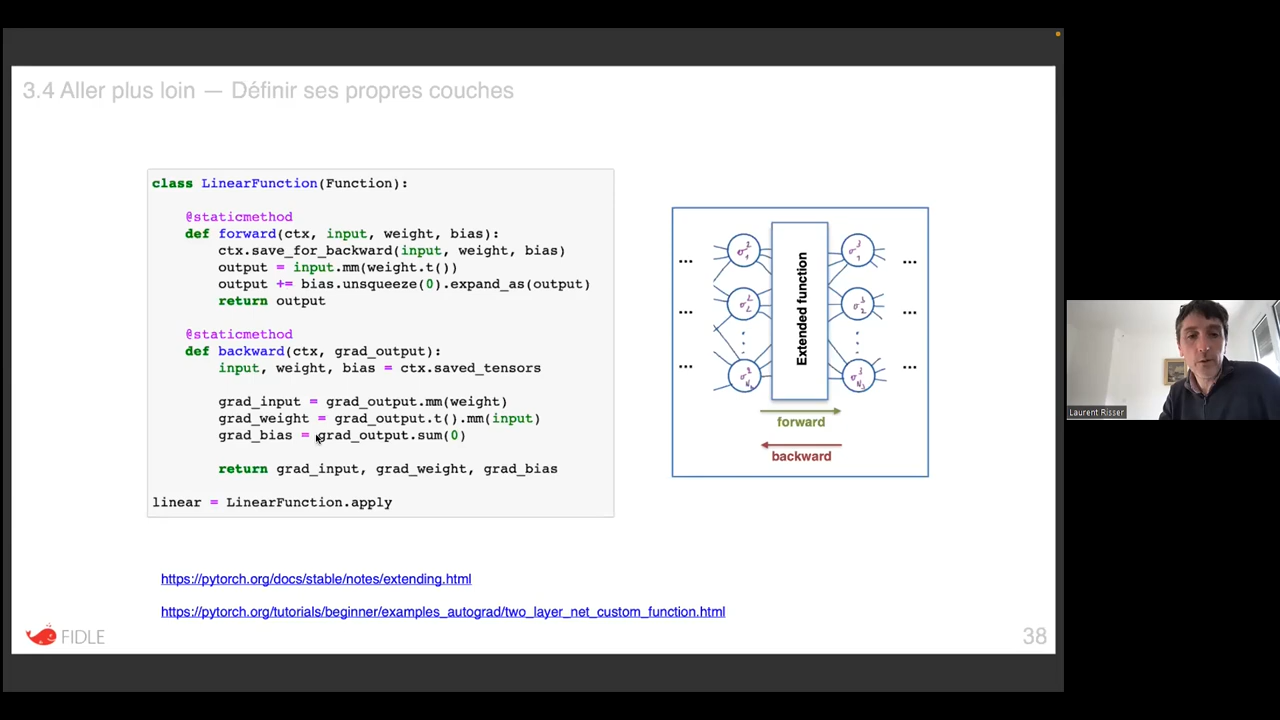 3.4 Aller plus loin — Définir ses propres couches
class LinearFunction(Function):
@staticmethod
def forward(ctx, input, weight, bias):
ctx.save_for_backward(input, weight, bias)
output = input.mm(weight.t())
output += bias.unsqueeze(0).expand_as(output)
return output
@staticmethod
def backward(ctx, grad_output):
input, weight, bias = ctx.saved_tensors
grad_input = grad_output.mm(weight)
grad_weight = grad_output.t().mm(input)
grad_bias = grad_output.sum(0)
return grad_input, grad_weight, grad_bias
linear = LinearFunction.apply
...
...
...
Extended function
...
...
...
forward
backward
https://pytorch.org/docs/stable/notes/extending.html
https://pytorch.org/tutorials/beginner/examples_autograd/two_layer_net_custom_function.html
FIDLE
38
Laurent Risser